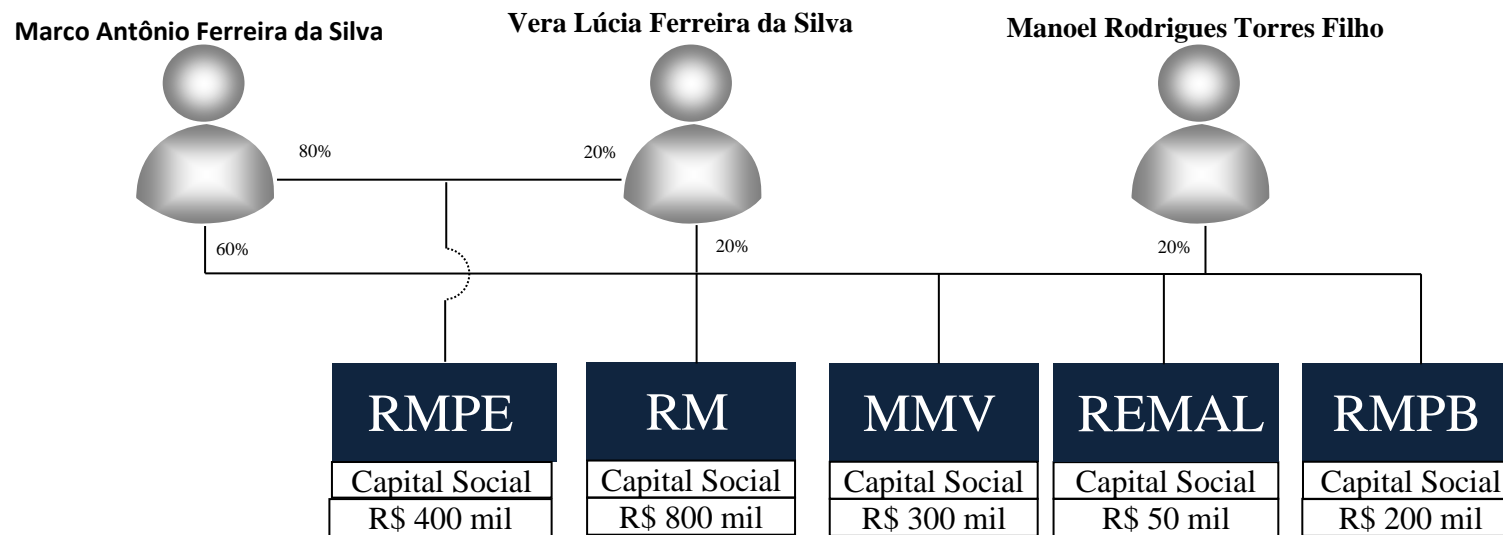 Marco Antônio Ferreira da Silva
Vera Lúcia Ferreira da Silva
Manoel Rodrigues Torres Filho
80%
20%
60%
20%
20%
RMPE
RM
MMV
REMAL
RMPB
Capital Social
Capital Social
Capital Social
Capital Social
Capital Social
R$ 400 mil
R$ 800 mil
R$ 300 mil
R$ 50 mil
R$ 200 mil